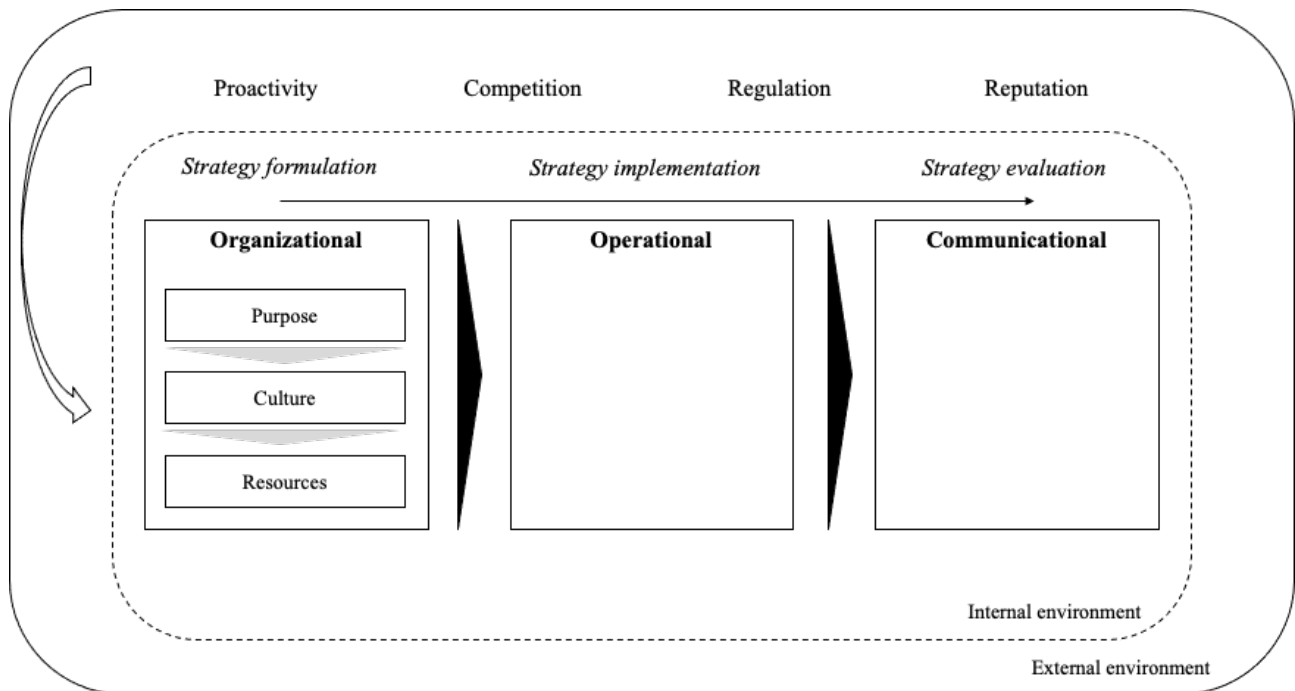 Proactivity Competition Regulation Reputation
Strategy formulation Strategy implementation Strategy evaluation
Organizational Operational Communicational
Purpose
Culture
Resources
Internal environment
External environment